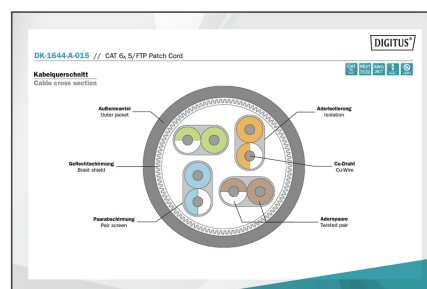 DIGITUS®
DK-1644-A-015 // CAT 6A S/FTP Patch Cord
Kabelquerschnitt
Cable cross section
Außenmantel
Outer jacket
Aderisolierung
Isolation
Geflechtschirmung
Braid shield
Cu-Draht
Cu-Wire
Paarabschirmung
Pair screen
Adernpaare
Twisted pair